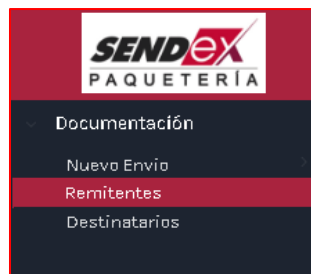 SENDEX
PAQUETERÍA
Documentación
Nuevo Envio
Remitentes
Destinatarios